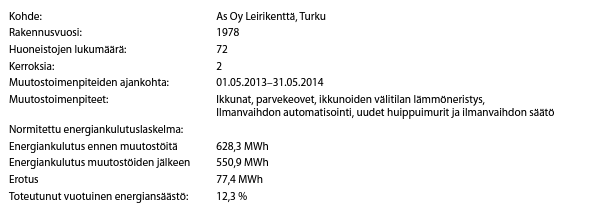 Kohde: As Oy Leirikenttä, Turku
Rakennusvuosi: 1978
Huoneistojen lukumäärä: 72
Kerroksia: 2
Muutostoimenpiteiden ajankohta: 01.05.2013–31.05.2014
Muutostoimenpiteet: Ikkunat, parvekeovet, ikkunoiden välitilan lämmöneristys,
Ilmanvaihdon automatisointi, uudet huippuimurit ja ilmanvaihdon säätö
Normitettu energiankulutuslaskelma:
Energiankulutus ennen muutostöitä 628,3 MWh
Energiankulutus muutostöiden jälkeen 550,9 MWh
Erotus 77,4 MWh
Toteutunut vuotuinen energiansäästö: 12,3 %